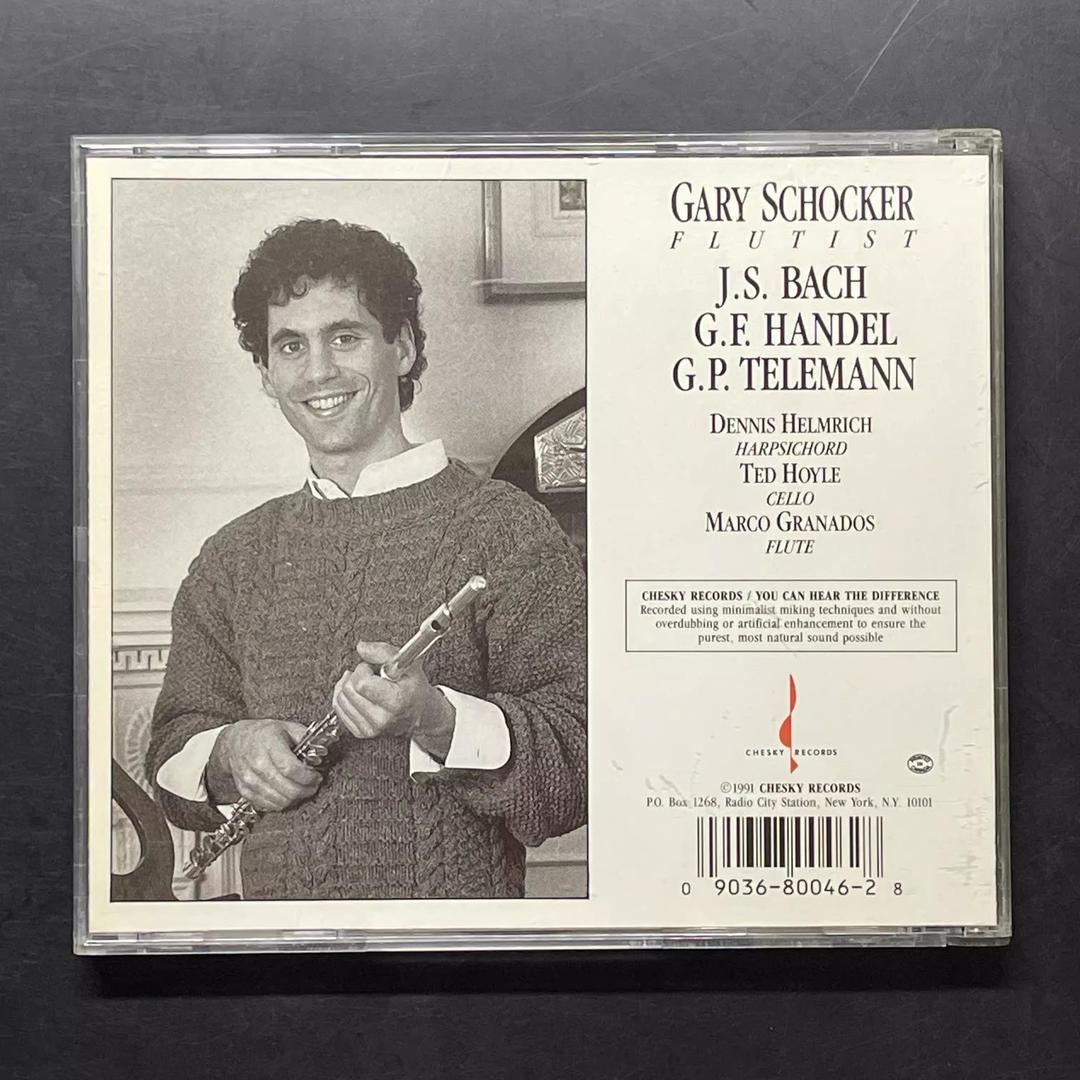 GARY SCHOCKER
FLUTIST
J.S. BACH
G.F. HANDEL
G.P. TELEMANN
DENNIS HELMRICH
HARPSICHORD
TED HOYLE
CELLO
MARCO GRANADOS
FLUTE
CHESKY RECORDS / YOU CAN HEAR THE DIFFERENCE
Recorded using minimalist miking techniques and without
overdubbing or artificial enhancement to ensure the
purest, most natural sound possible
CHESKY RECORDS
©1991 CHESKY RECORDS
P.O. Box 1268, Radio City Station, New York, N.Y. 10101
0 9036-80046-2 8